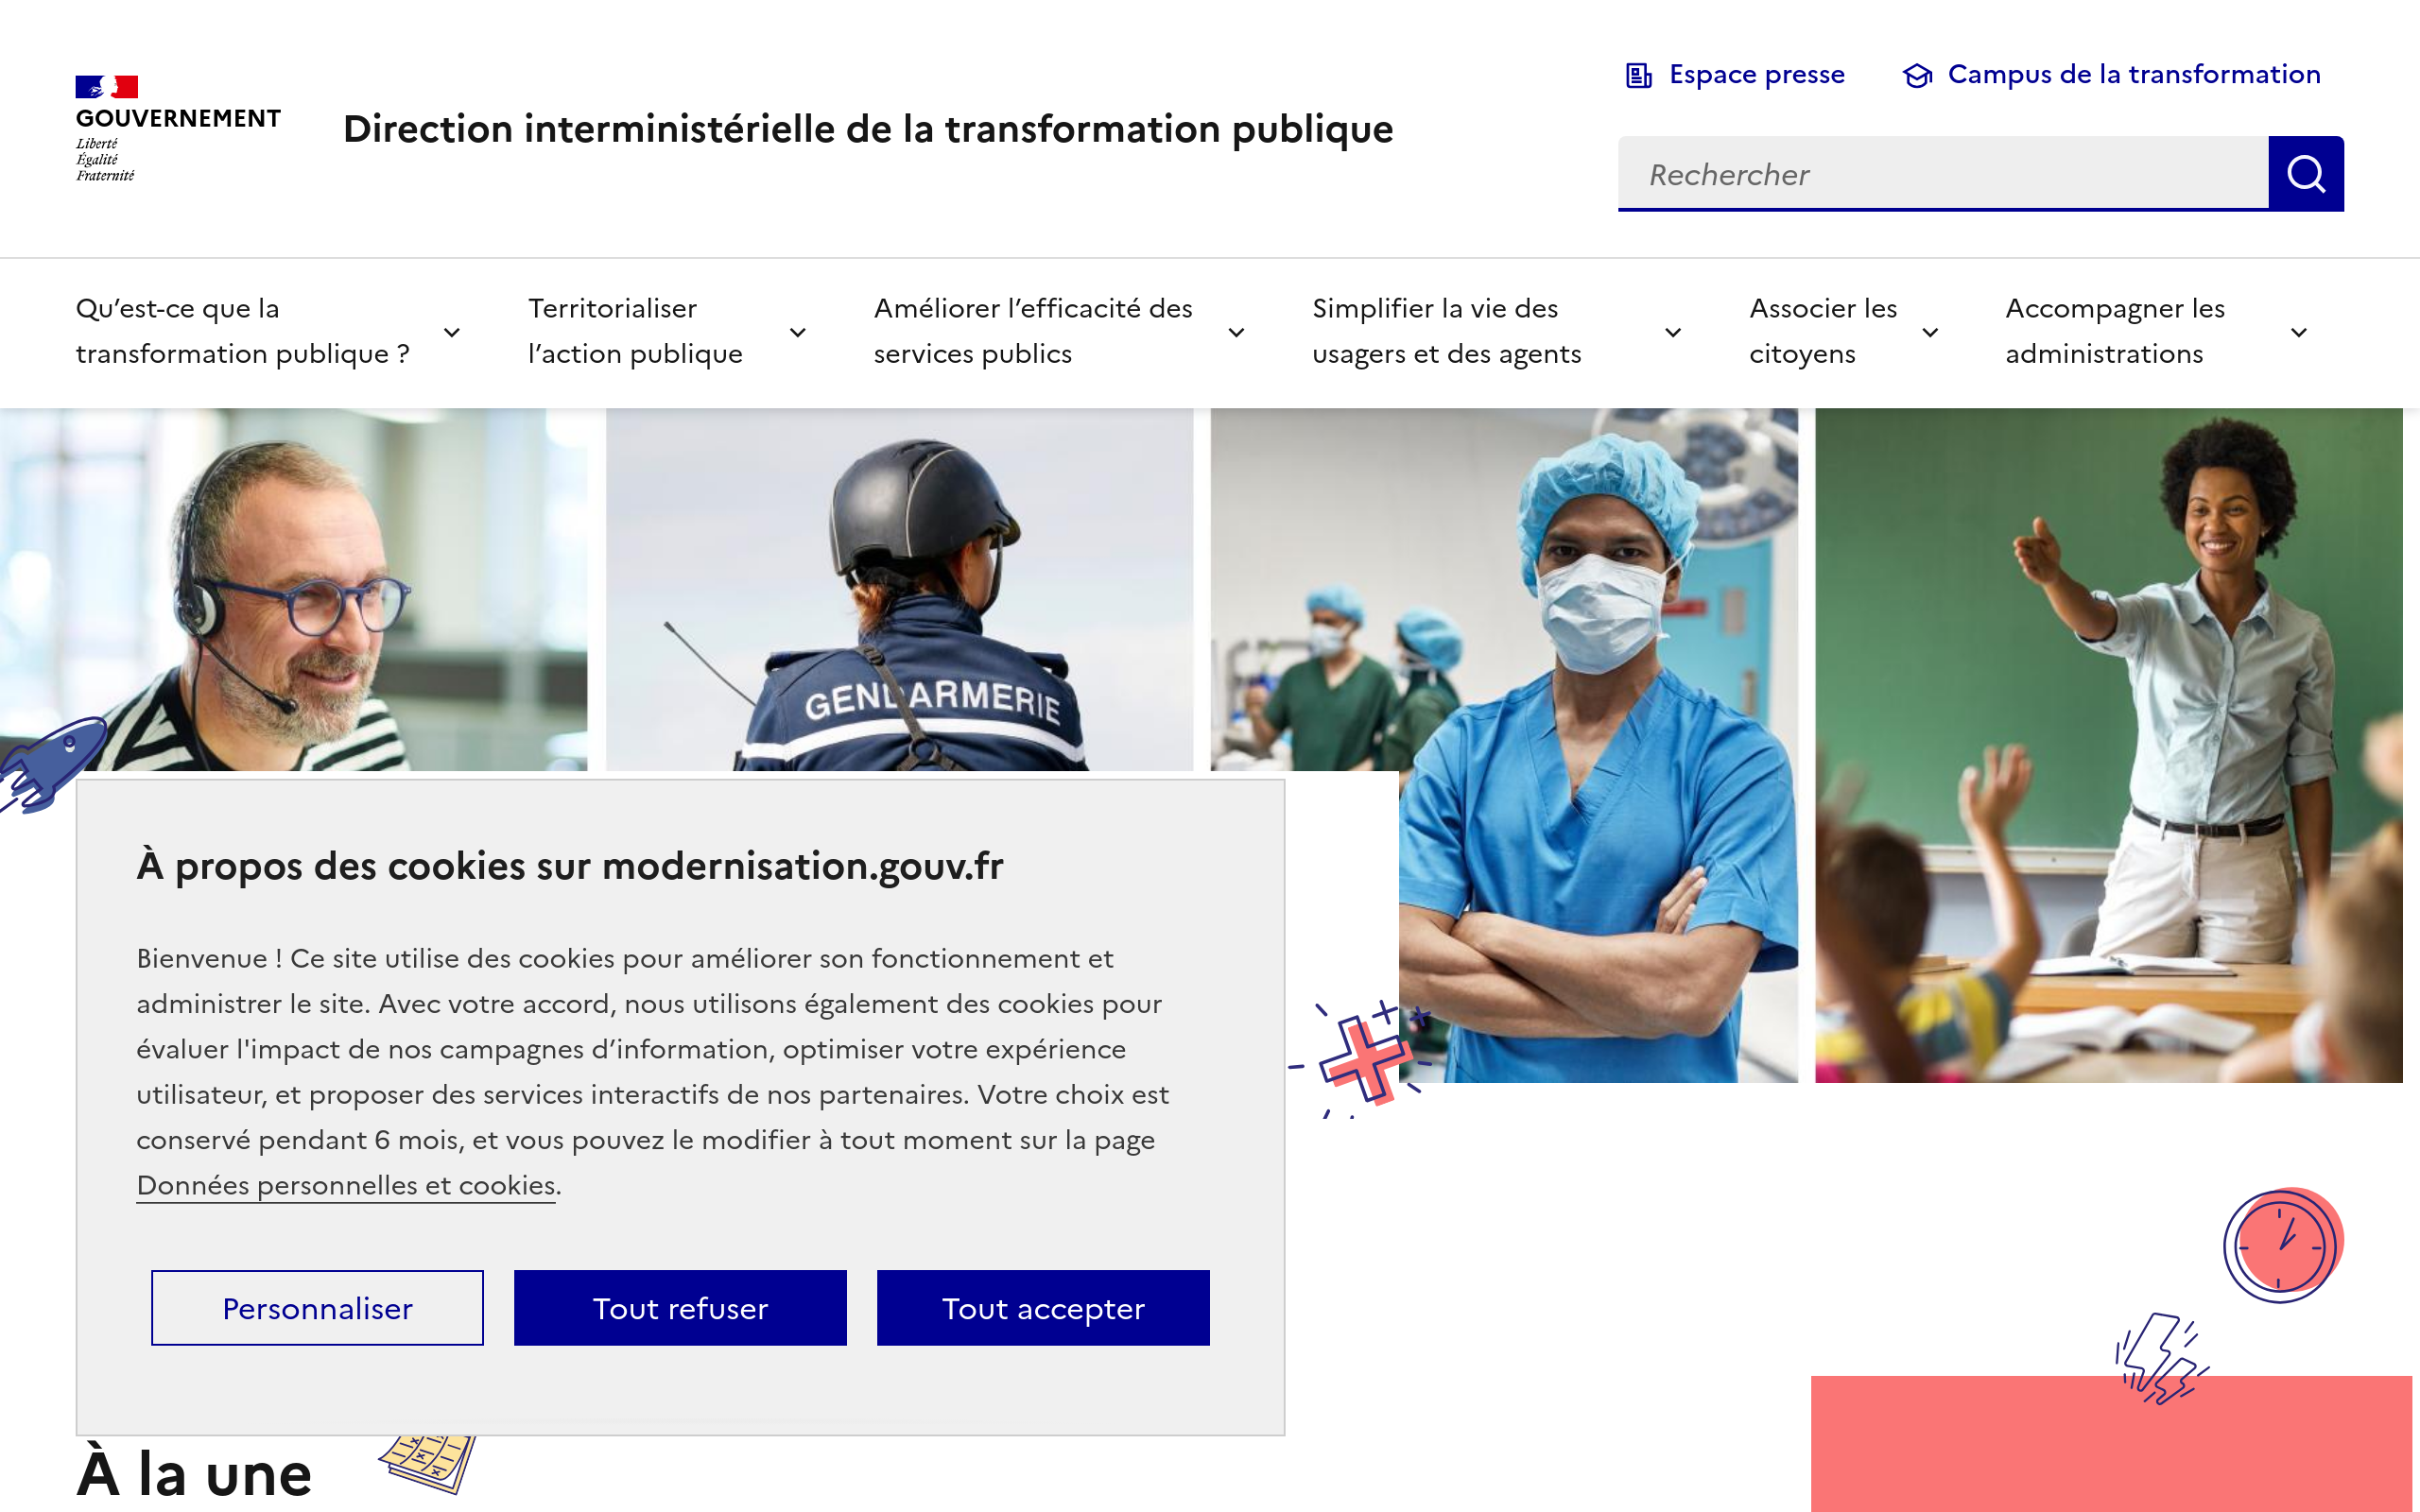 GOUVERNEMENT
Liberté
Égalité
Fraternité
Direction interministérielle de la transformation publique
Espace presse
Campus de la transformation
Rechercher
Qu’est-ce que la
transformation publique ?
Territorialiser
l’action publique
Améliorer l’efficacité des
services publics
Simplifier la vie des
usagers et des agents
Associer les
citoyens
Accompagner les
administrations
GENDARMERIE
À propos des cookies sur modernisation.gouv.fr
Bienvenue ! Ce site utilise des cookies pour améliorer son fonctionnement et
administrer le site. Avec votre accord, nous utilisons également des cookies pour
évaluer l'impact de nos campagnes d’information, optimiser votre expérience
utilisateur, et proposer des services interactifs de nos partenaires. Votre choix est
conservé pendant 6 mois, et vous pouvez le modifier à tout moment sur la page
Données personnelles et cookies.
Personnaliser
Tout refuser
Tout accepter
À la une